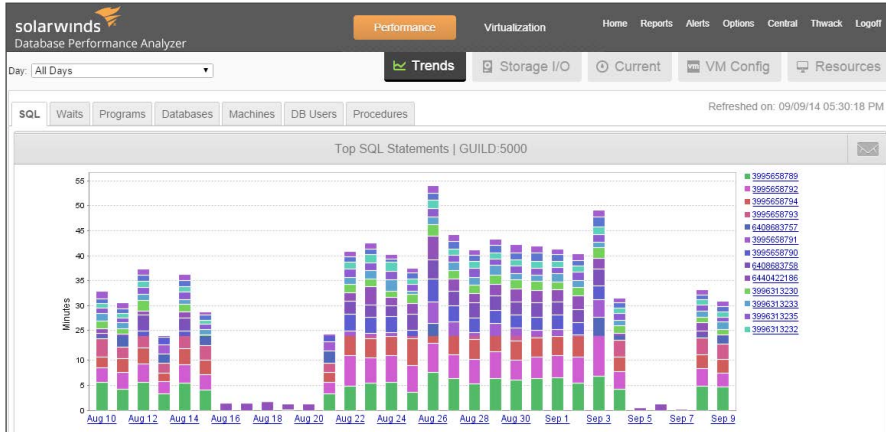 solarwinds
Database Performance Analyzer
Performance
Virtualization
Home Reports Alerts Options Central Thwack Logoff
Day: All Days
Trends
Storage I/O
Current
vm VM Config
Resources
SQL Waits Programs Databases Machines DB Users Procedures
Refreshed on: 09/09/14 05:30:18 PM
Top SQL Statements | GUILD:5000
Minutes
55
50
45
40
35
30
25
10
5
0
Aug 10 Aug 12 Aug 14 Aug 16 Aug 18 Aug 20 Aug 22 Aug 24 Aug 26 Aug 28 Aug 30 Sep 1 Sep 3 Sep 5 Sep 7 Sep 9
3995658789
3995658792
3995658794
3995658793
6408683757
3995658791
3995658790
6408683758
6440422186
3996313230
3996313233
3996313235
3996313232